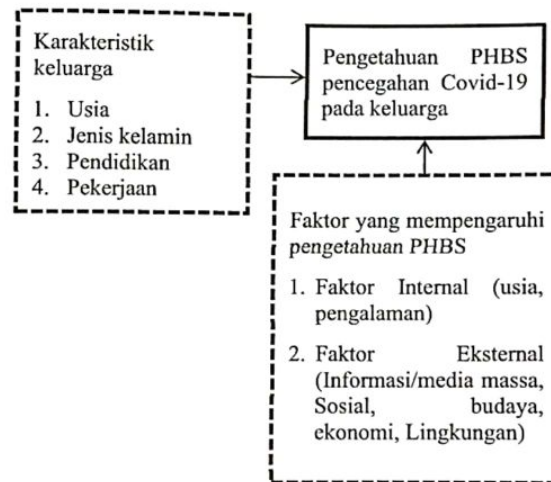 Karakteristik
keluarga
1. Usia
2. Jenis kelamin
3. Pendidikan
4. Pekerjaan
Pengetahuan PHBS
pencegahan Covid-19
pada keluarga
Faktor yang mempengaruhi
pengetahuan PHBS
1. Faktor Internal (usia,
pengalaman)
2. Faktor Eksternal
(Informasi/media massa,
Sosial, budaya,
ekonomi, Lingkungan)